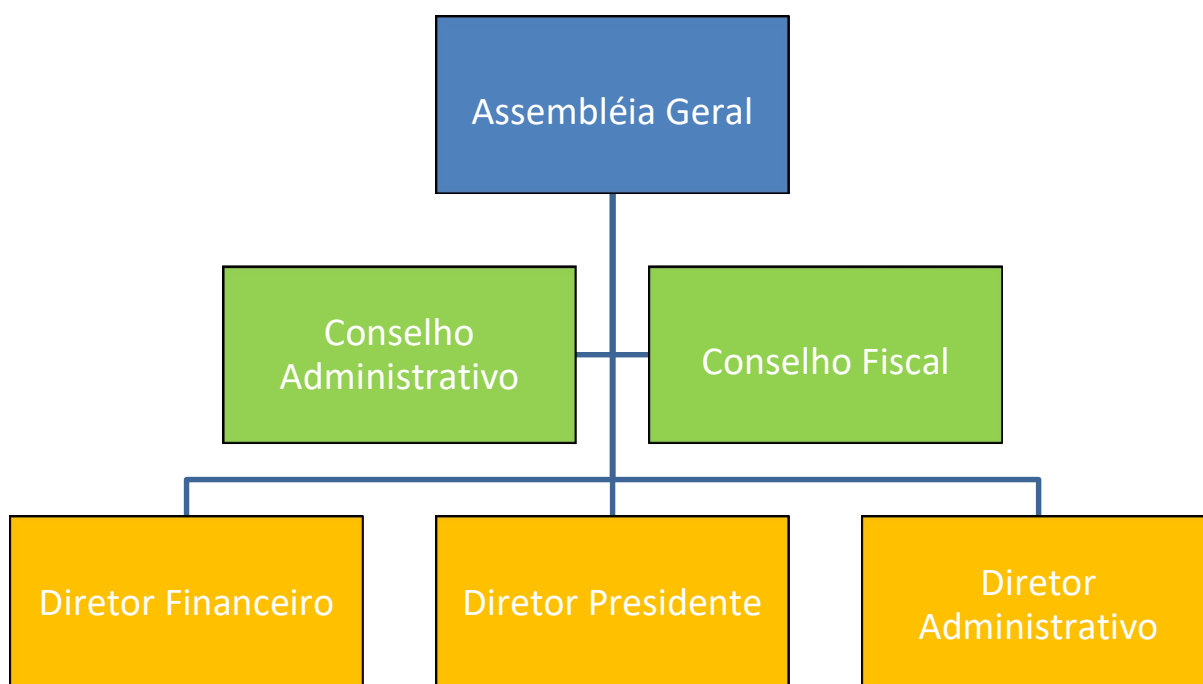 Assembléia Geral
Conselho
Administrativo
Conselho Fiscal
Diretor Financeiro
Diretor Presidente
Diretor
Administrativo